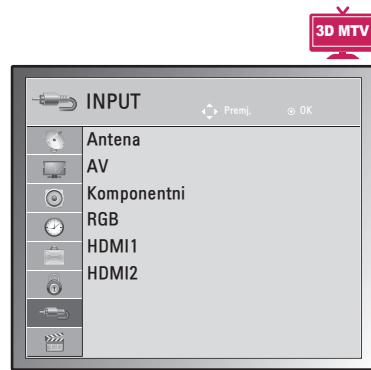 3D MTV
INPUT
Premj. OK
Antena
AV
Komponentni
RGB
HDMI1
HDMI2